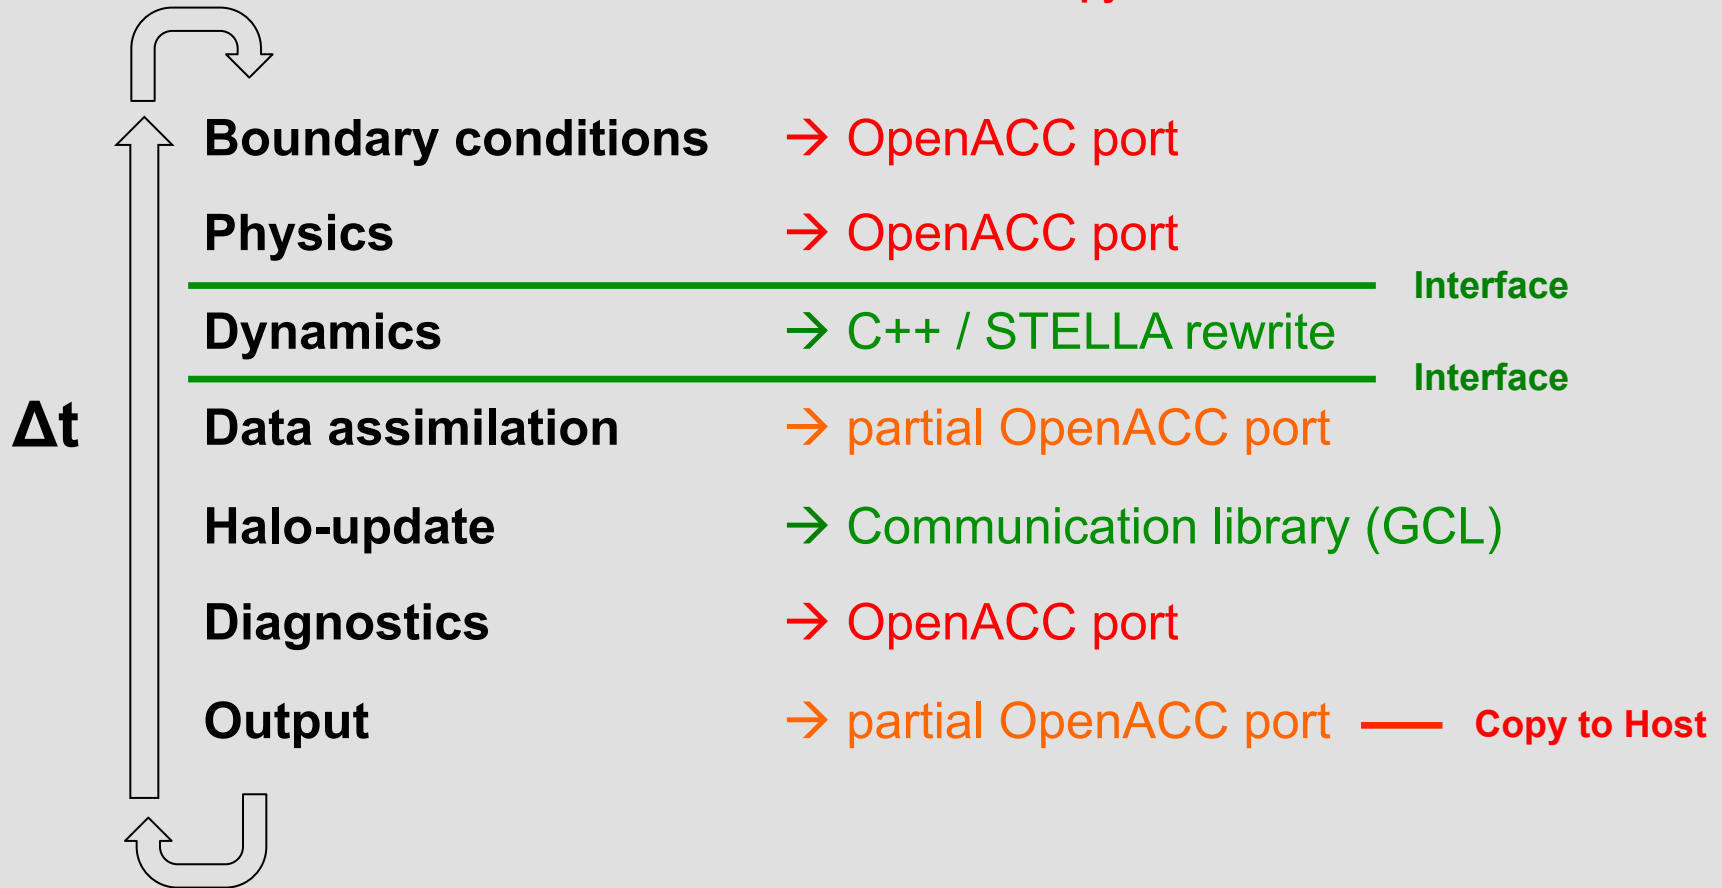 Boundary conditions → OpenACC port
Physics → OpenACC port
Interface
Dynamics → C++ / STELLA rewrite
Interface
Δt
Data assimilation → partial OpenACC port
Halo-update → Communication library (GCL)
Diagnostics → OpenACC port
Output → partial OpenACC port Copy to Host